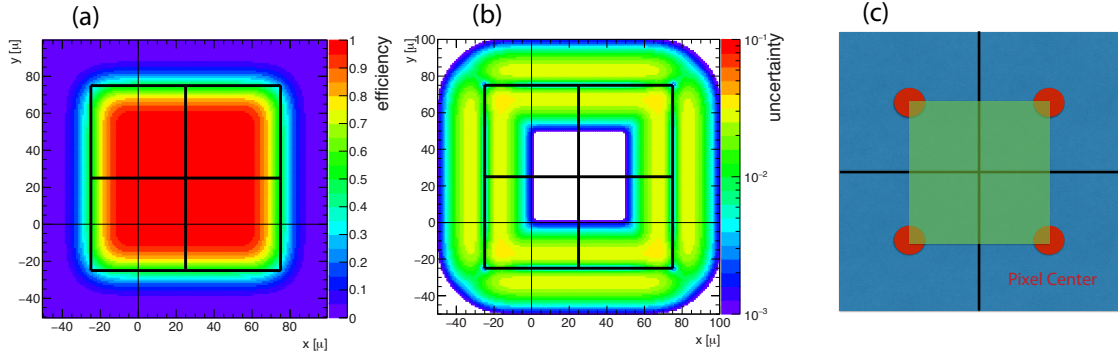 (a)
(b)
(c)
y [μ]
80
60
40
20
0
−20
−40
−40 −20 0 20 40 60 80
x [μ]
1
0.9
0.8
0.7
0.6
0.5
0.4
0.3
0.2
0.1
0
efficiency
y [μ]
100
80
60
40
20
0
−20
−40
−40 −20 0 20 40 60 80 100
x [μ]
10⁻¹
10⁻²
10⁻³
uncertainty
Pixel Center